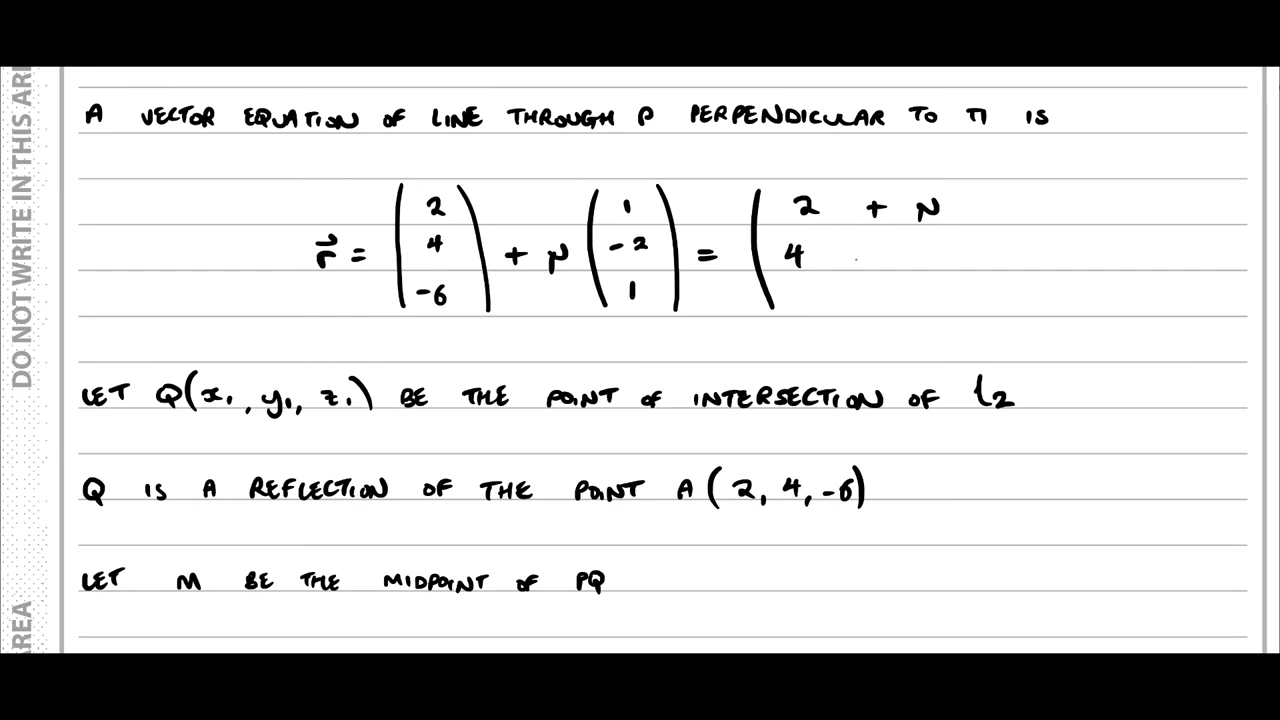 DO NOT WRITE IN THIS ARE
AREA
A VECTOR EQUATION OF LINE THROUGH P PERPENDICULAR TO Π IS
r⃗ = (2 4 -6) + μ (1 -2 1) = (2 + μ 4
LET Q(x₁, y₁, z₁) BE THE POINT OF INTERSECTION OF l₂
Q IS A REFLECTION OF THE POINT A (2, 4, -6)
LET M BE THE MIDPOINT OF PQ